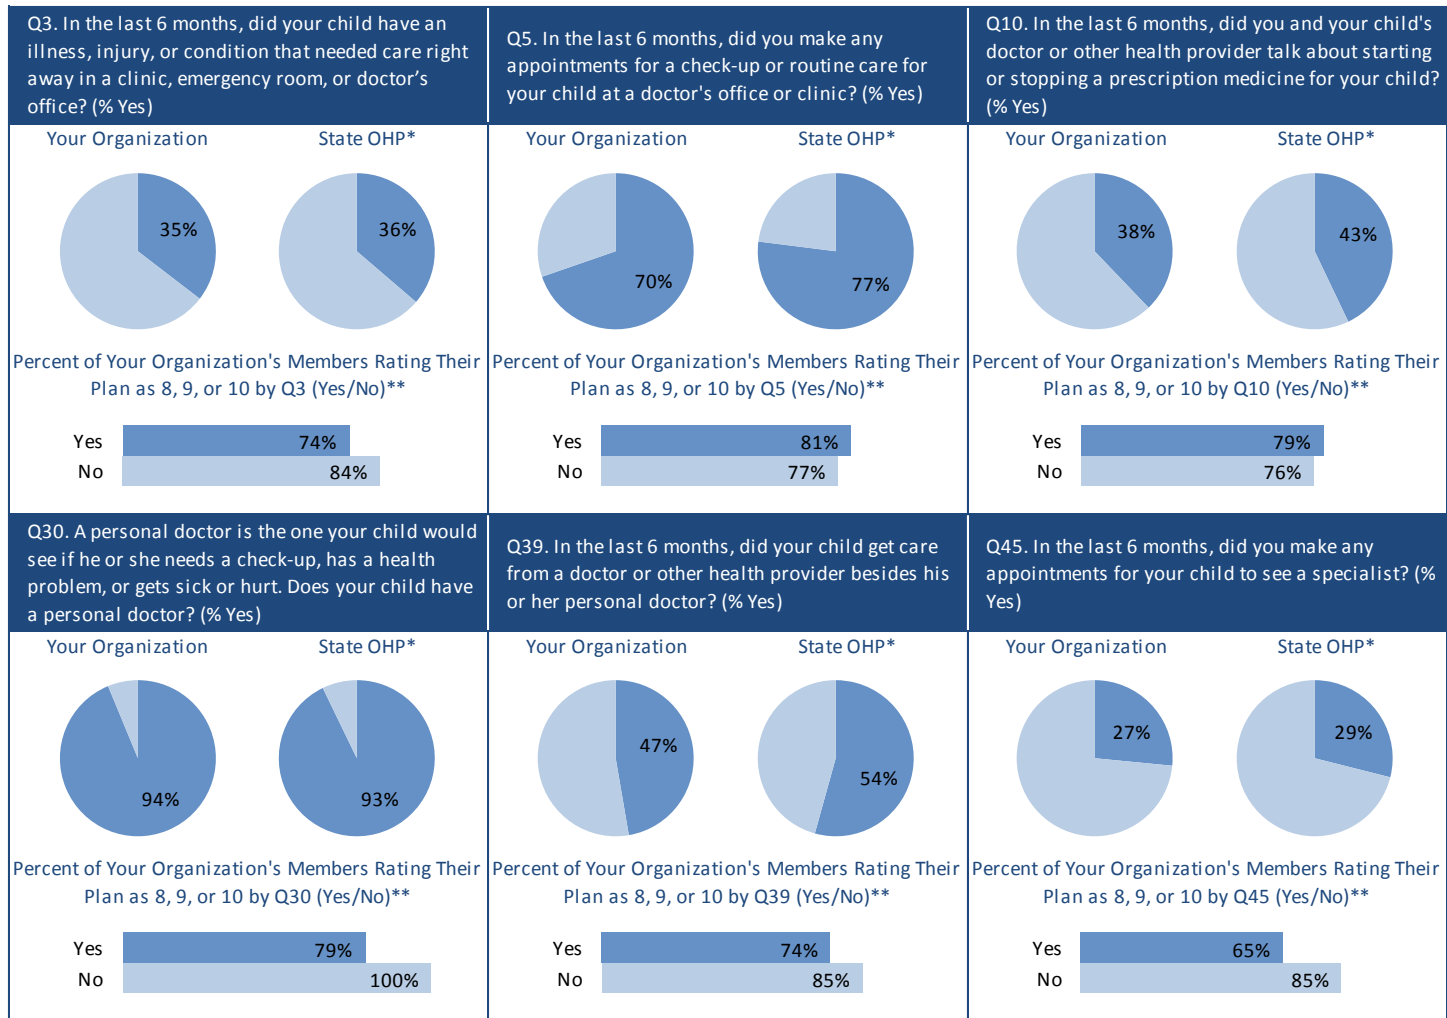 Q3. In the last 6 months, did your child have an
illness, injury, or condition that needed care right
away in a clinic, emergency room, or doctor's
office? (% Yes)
Q5. In the last 6 months, did you make any
appointments for a check-up or routine care for
your child at a doctor's office or clinic? (% Yes)
Q10. In the last 6 months, did you and your child's
doctor or other health provider talk about starting
or stopping a prescription medicine for your child?
(% Yes)
Your Organization
State OHP*
35%
36%
Percent of Your Organization's Members Rating Their
Plan as 8, 9, or 10 by Q3 (Yes/No)**
Yes
74%
No
84%
Your Organization
State OHP*
70%
77%
Percent of Your Organization's Members Rating Their
Plan as 8, 9, or 10 by Q5 (Yes/No)**
Yes
81%
No
77%
Your Organization
State OHP*
38%
43%
Percent of Your Organization's Members Rating Their
Plan as 8, 9, or 10 by Q10 (Yes/No)**
Yes
79%
No
76%
Q30. A personal doctor is the one your child would
see if he or she needs a check-up, has a health
problem, or gets sick or hurt. Does your child have
a personal doctor? (% Yes)
Q39. In the last 6 months, did your child get care
from a doctor or other health provider besides his
or her personal doctor? (% Yes)
Q45. In the last 6 months, did you make any
appointments for your child to see a specialist? (%
Yes)
Your Organization
State OHP*
94%
93%
Percent of Your Organization's Members Rating Their
Plan as 8, 9, or 10 by Q30 (Yes/No)**
Yes
79%
No
100%
Your Organization
State OHP*
47%
54%
Percent of Your Organization's Members Rating Their
Plan as 8, 9, or 10 by Q39 (Yes/No)**
Yes
74%
No
85%
Your Organization
State OHP*
27%
29%
Percent of Your Organization's Members Rating Their
Plan as 8, 9, or 10 by Q45 (Yes/No)**
Yes
65%
No
85%